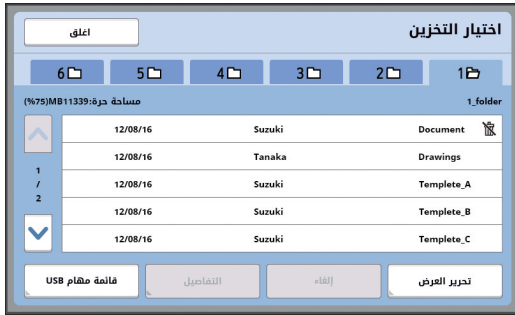 اختيار التخزين
اغلق
1 2 3 4 5 6
1_folder
مساحة حرة:MB11339(%75)
Document Suzuki 12/08/16
Drawings Tanaka 12/08/16
Templete_A Suzuki 12/08/16
Templete_B Suzuki 12/08/16
Templete_C Suzuki 12/08/16
1
/
2
تحرير العرض
إلغاء
التفاصيل
قائمة مهام USB